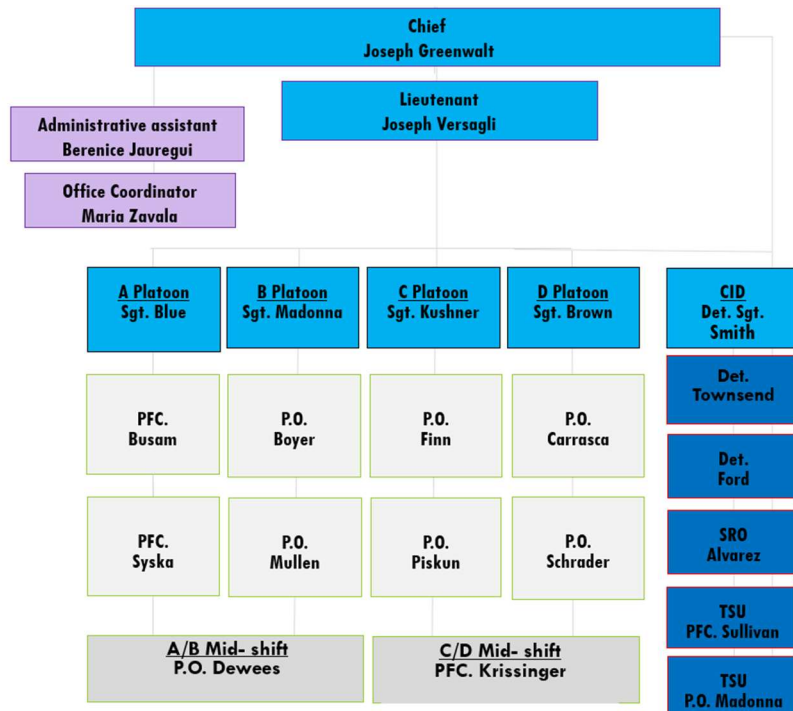 Chief
Joseph Greenwalt
Lieutenant
Joseph Versagli
Administrative assistant
Berenice Jauregui
Office Coordinator
Maria Zavala
A Platoon
Sgt. Blue
B Platoon
Sgt. Madonna
C Platoon
Sgt. Kushner
D Platoon
Sgt. Brown
CID
Det. Sgt.
Smith
PFC.
Busam
P.O.
Boyer
P.O.
Finn
P.O.
Carrasca
Det.
Townsend
Det.
Ford
PFC.
Syska
P.O.
Mullen
P.O.
Piskun
P.O.
Schrader
SRO
Alvarez
TSU
PFC. Sullivan
A/B Mid- shift
P.O. Dewees
C/D Mid- shift
PFC. Krissinger
TSU
P.O. Madonna